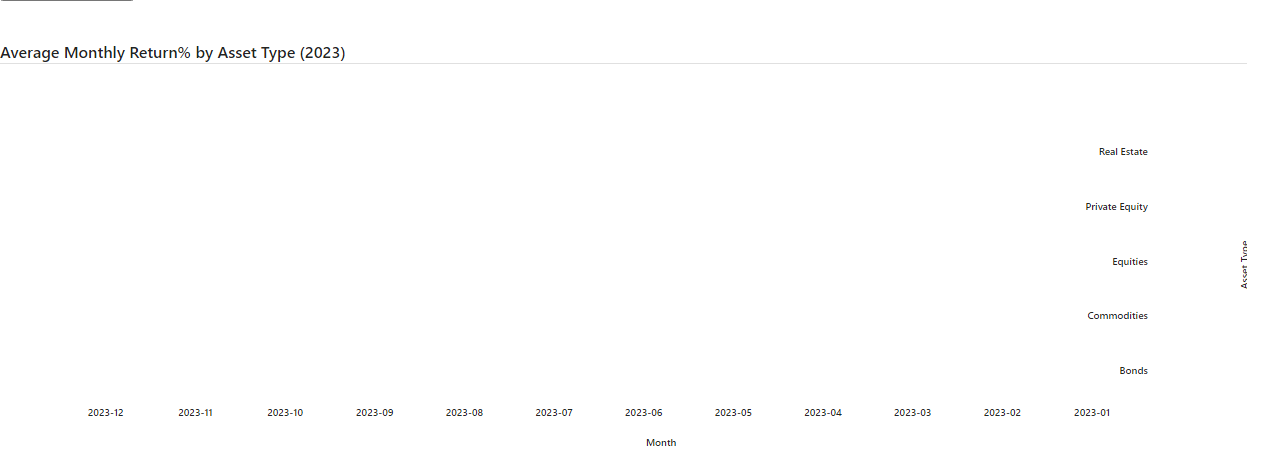 Average Monthly Return% by Asset Type (2023)
Real Estate
Private Equity
Equities
Commodities
Bonds
Asset Type
2023-12 2023-11 2023-10 2023-09 2023-08 2023-07 2023-06 2023-05 2023-04 2023-03 2023-02 2023-01
Month